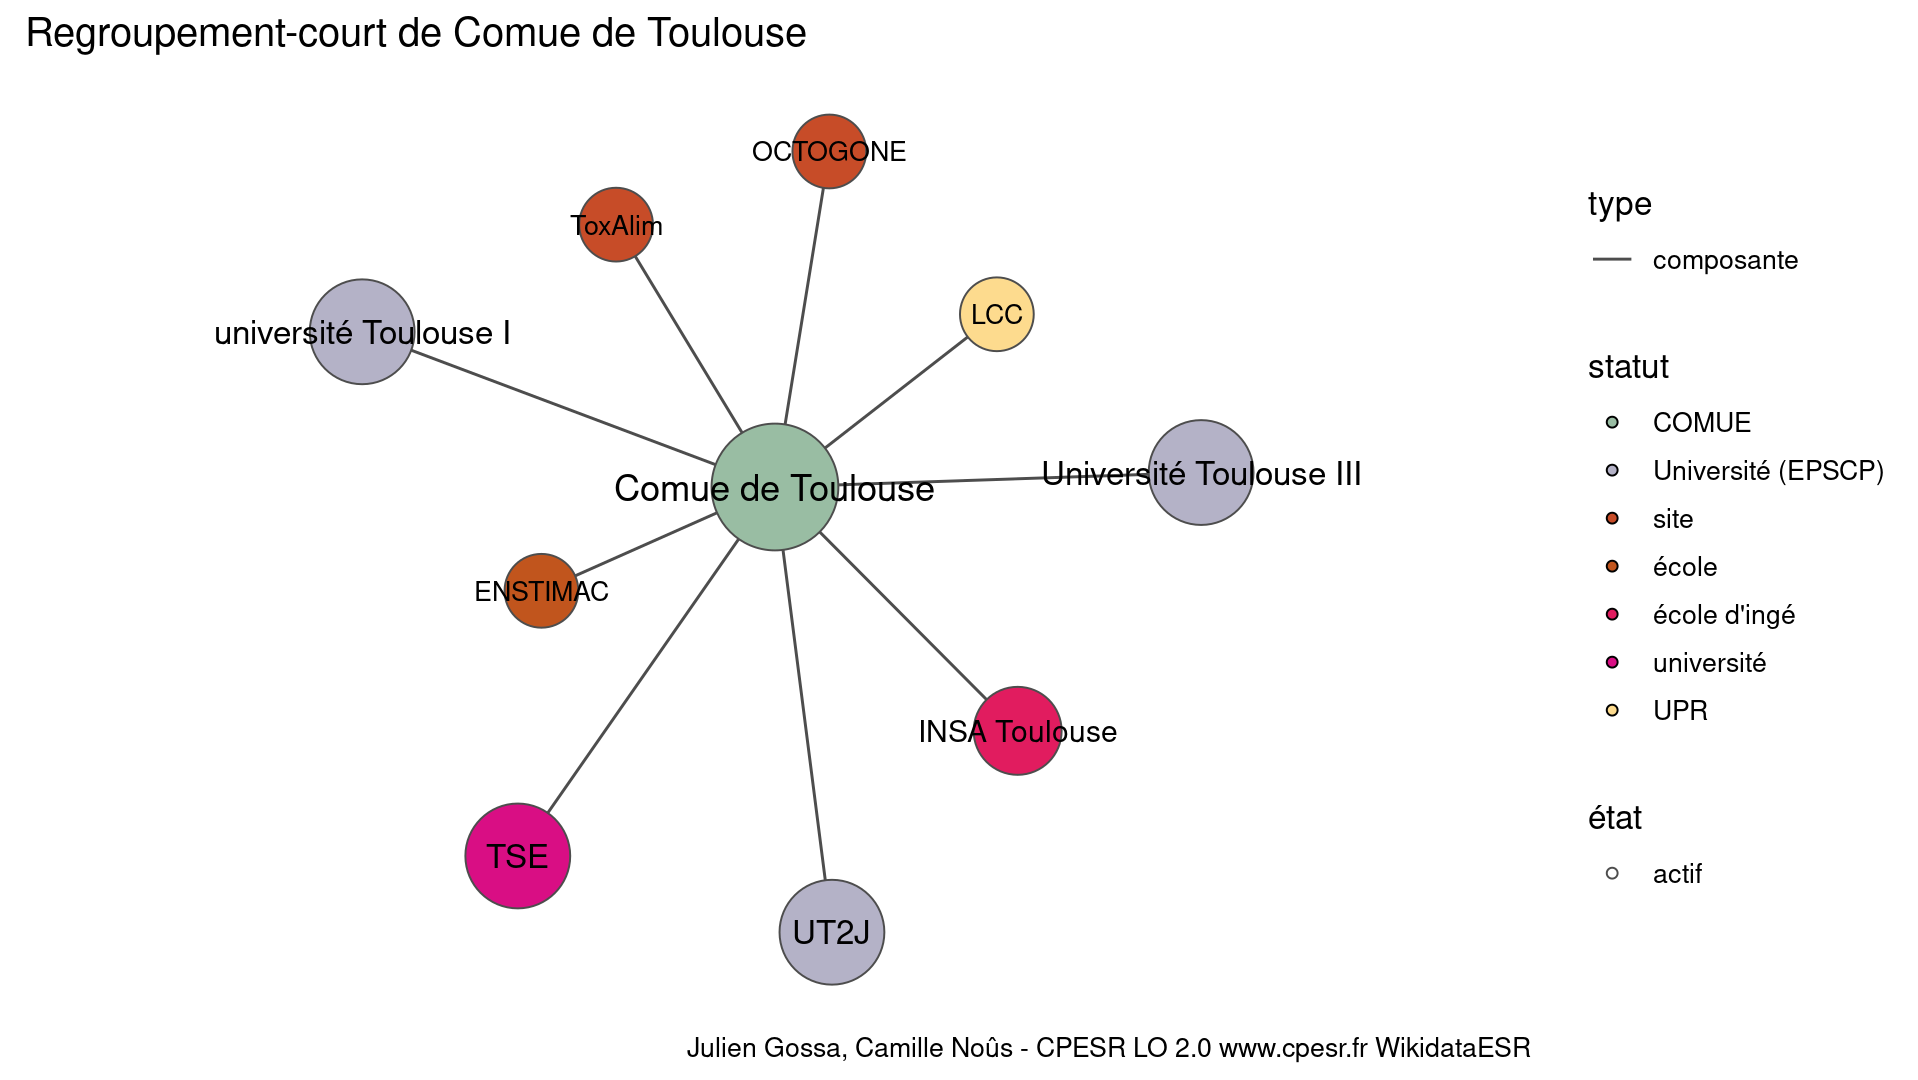 Regroupement-court de Comue de Toulouse
OCTOGONE
ToxAlim
LCC
université Toulouse I
Université Toulouse III
Comue de Toulouse
ENSTIMAC
INSA Toulouse
TSE
UT2J
type
composante
statut
COMUE
Université (EPSCP)
site
école
école d'ingé
université
UPR
état
actif
Julien Gossa, Camille Noûs - CPESR LO 2.0 www.cpesr.fr WikidataESR